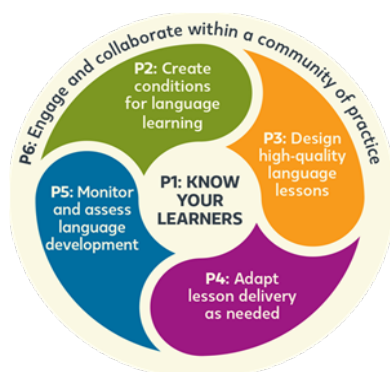 P6: Engage and collaborate within a community of practice
P2: Create
conditions
for language
learning
P3: Design
high-quality
language
lessons
P1: KNOW
YOUR
LEARNERS
P5: Monitor
and assess
language
development
P4: Adapt
lesson delivery
as needed